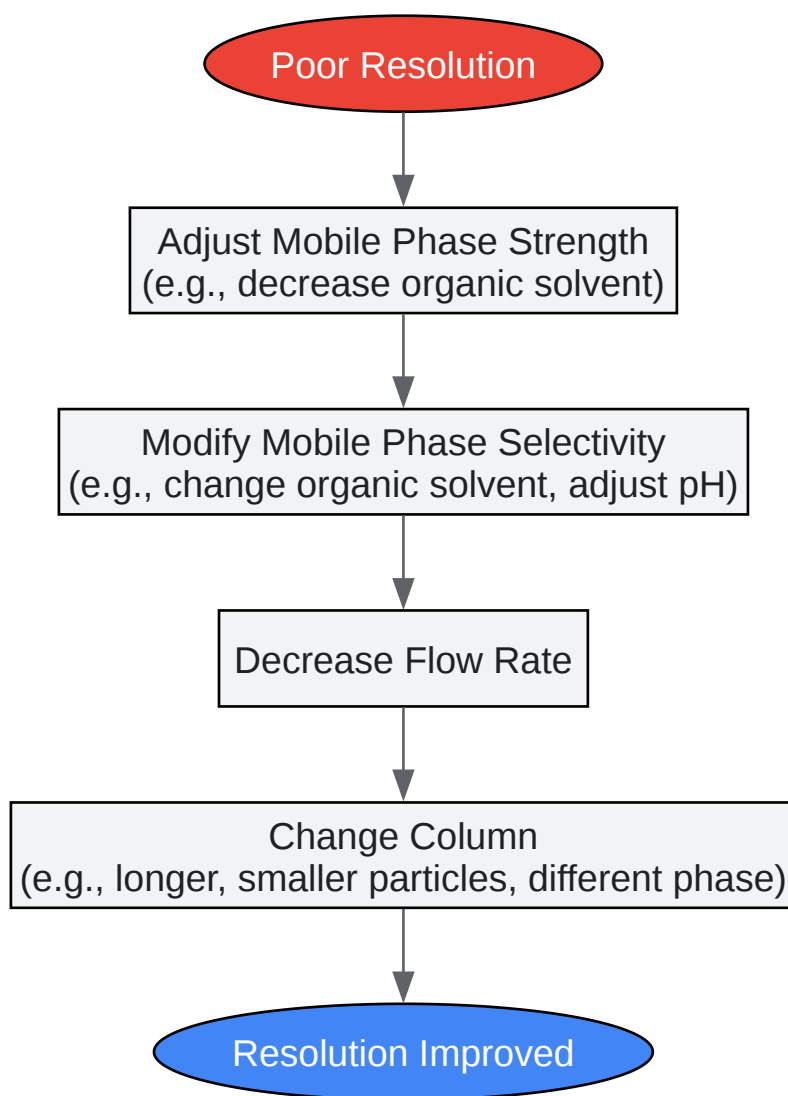 Poor Resolution
Adjust Mobile Phase Strength
(e.g., decrease organic solvent)
Modify Mobile Phase Selectivity
(e.g., change organic solvent, adjust pH)
Decrease Flow Rate
Change Column
(e.g., longer, smaller particles, different phase)
Resolution Improved